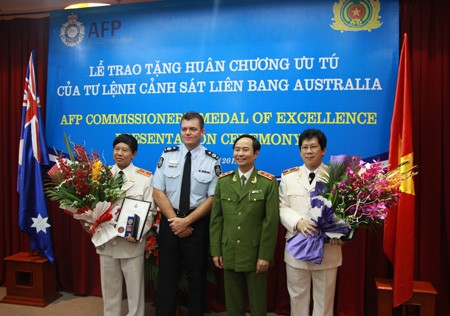 AFP
LỄ TRAO TẶNG HUÂN CHƯƠNG ƯU TÚ
CỦA TƯ LỆNH CẢNH SÁT LIÊN BANG AUSTRALIA
AFP COMMISSIONER MEDAL OF EXCELLENCE
PRESENTATION CEREMONY